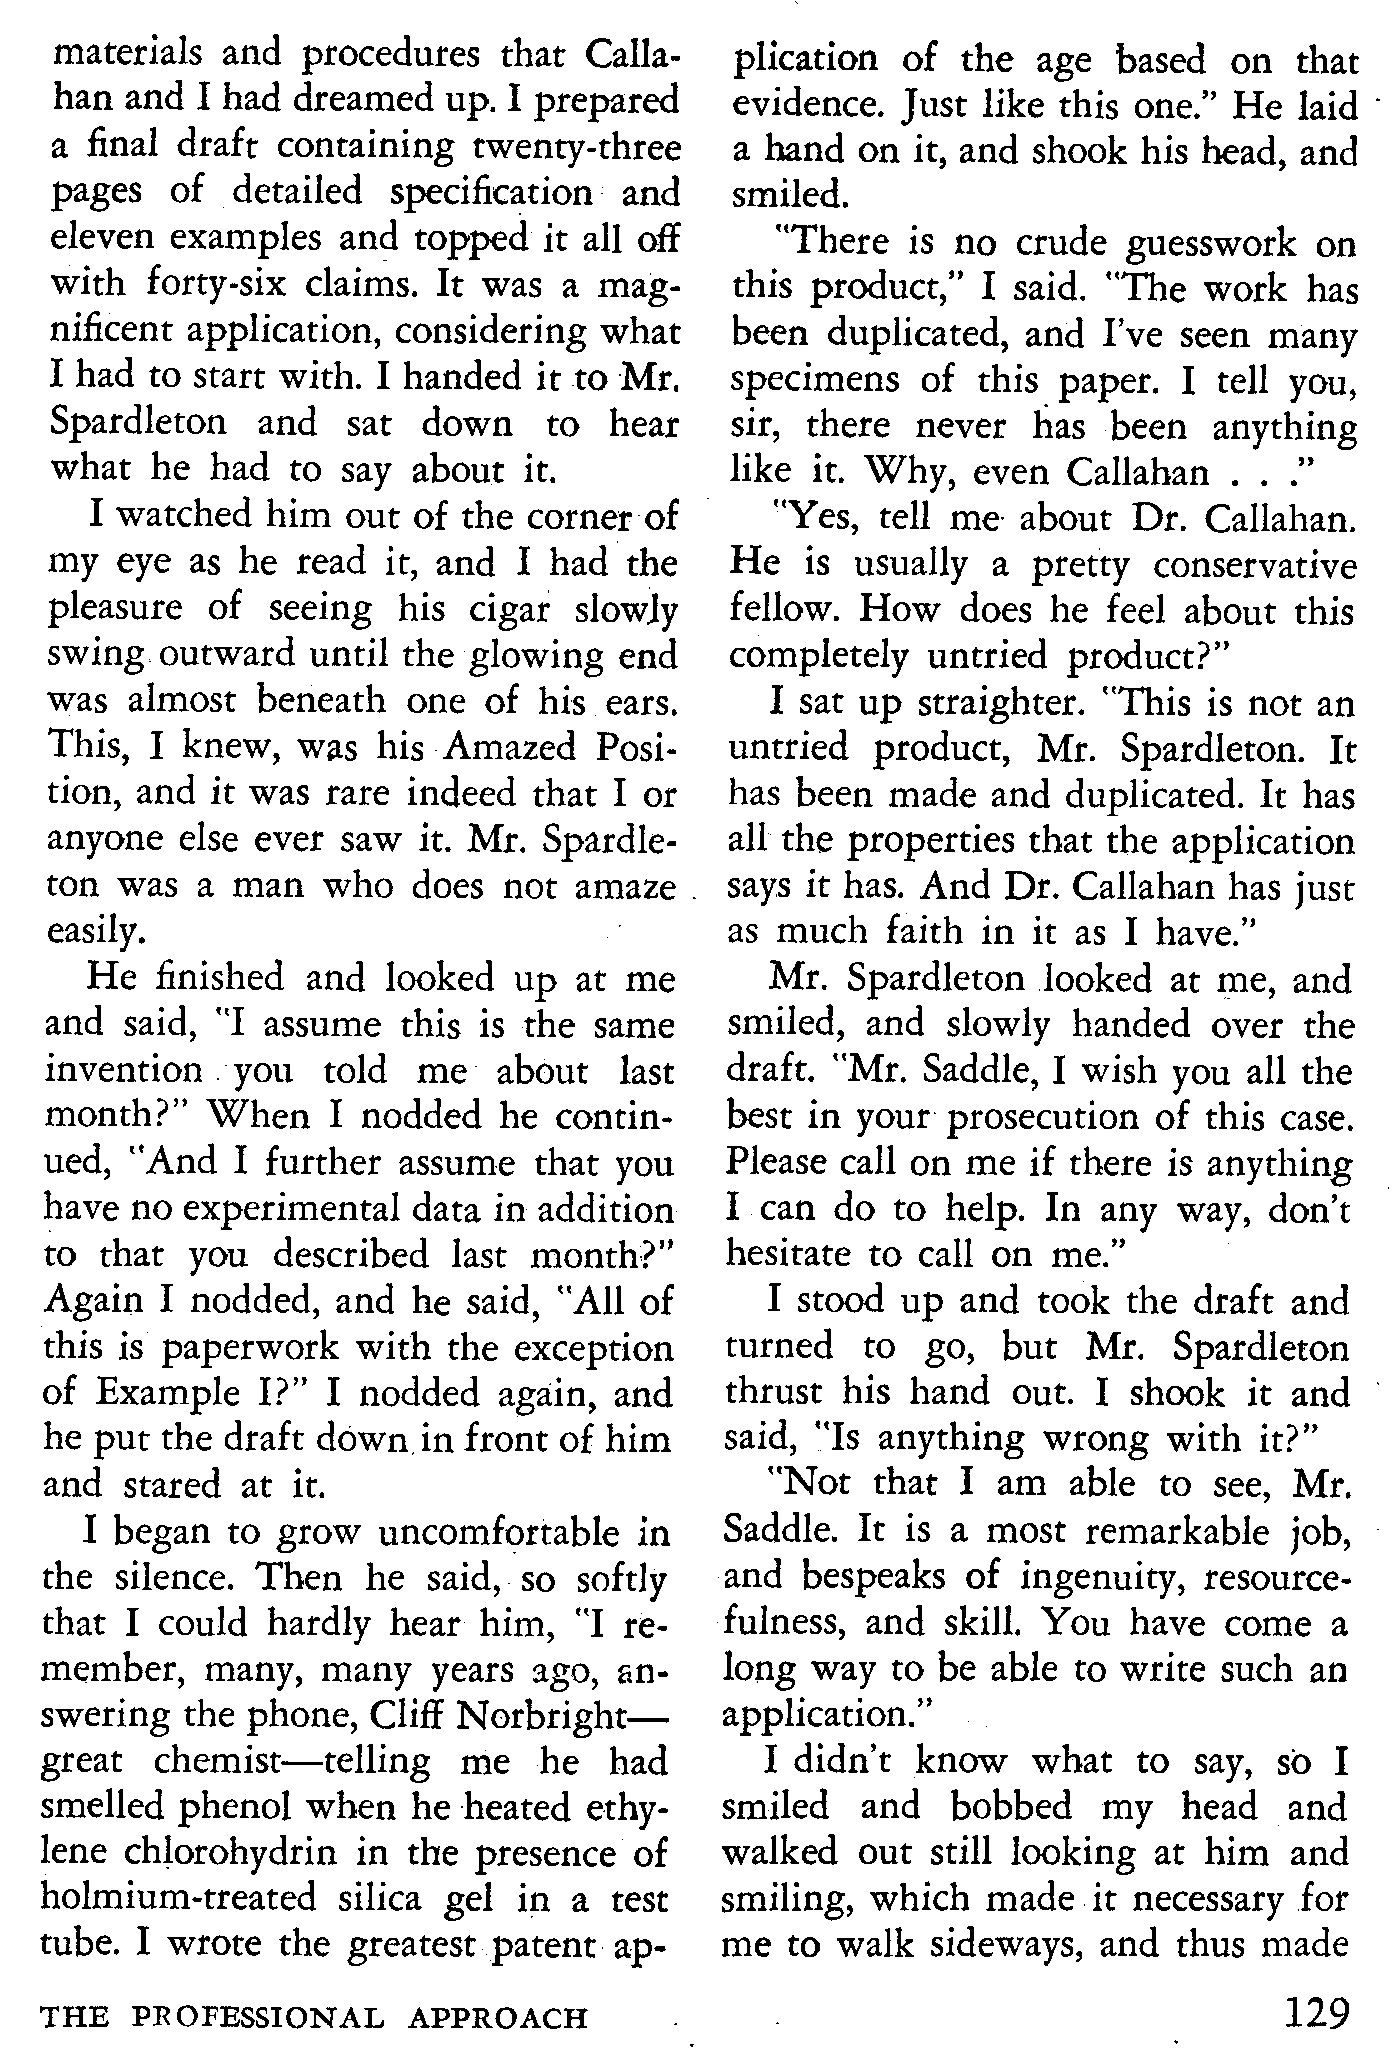 materials and procedures that Calla-
han and I had dreamed up. I prepared
a final draft containing twenty-three
pages of detailed specification and
eleven examples and topped it all off
with forty-six claims. It was a mag-
nificent application, considering what
I had to start with. I handed it to Mr.
Spardleton and sat down to hear
what he had to say about it.
I watched him out of the corner of
my eye as he read it, and I had the
pleasure of seeing his cigar slowly
swing outward until the glowing end
was almost beneath one of his ears.
This, I knew, was his Amazed Posi-
tion, and it was rare indeed that I or
anyone else ever saw it. Mr. Spardle-
ton was a man who does not amaze
easily.
He finished and looked up at me
and said, "I assume this is the same
invention you told me about last
month?" When I nodded he contin-
ued, "And I further assume that you
have no experimental data in addition
to that you described last month?"
Again I nodded, and he said, "All of
this is paperwork with the exception
of Example I?" I nodded again, and
he put the draft down in front of him
and stared at it.
I began to grow uncomfortable in
the silence. Then he said, so softly
that I could hardly hear him, "I re-
member, many, many years ago, an-
swering the phone, Cliff Norbright—
great chemist—telling me he had
smelled phenol when he heated ethy-
lene chlorohydrin in the presence of
holmium-treated silica gel in a test
tube. I wrote the greatest patent ap-
plication of the age based on that
evidence. Just like this one." He laid
a hand on it, and shook his head, and
smiled.
"There is no crude guesswork on
this product," I said. "The work has
been duplicated, and I've seen many
specimens of this paper. I tell you,
sir, there never has been anything
like it. Why, even Callahan . . ."
"Yes, tell me about Dr. Callahan.
He is usually a pretty conservative
fellow. How does he feel about this
completely untried product?"
I sat up straighter. "This is not an
untried product, Mr. Spardleton. It
has been made and duplicated. It has
all the properties that the application
says it has. And Dr. Callahan has just
as much faith in it as I have."
Mr. Spardleton looked at me, and
smiled, and slowly handed over the
draft. "Mr. Saddle, I wish you all the
best in your prosecution of this case.
Please call on me if there is anything
I can do to help. In any way, don't
hesitate to call on me."
I stood up and took the draft and
turned to go, but Mr. Spardleton
thrust his hand out. I shook it and
said, "Is anything wrong with it?"
"Not that I am able to see, Mr.
Saddle. It is a most remarkable job,
and bespeaks of ingenuity, resource-
fulness, and skill. You have come a
long way to be able to write such an
application."
I didn't know what to say, so I
smiled and bobbed my head and
walked out still looking at him and
smiling, which made it necessary for
me to walk sideways, and thus made
THE PROFESSIONAL APPROACH
129